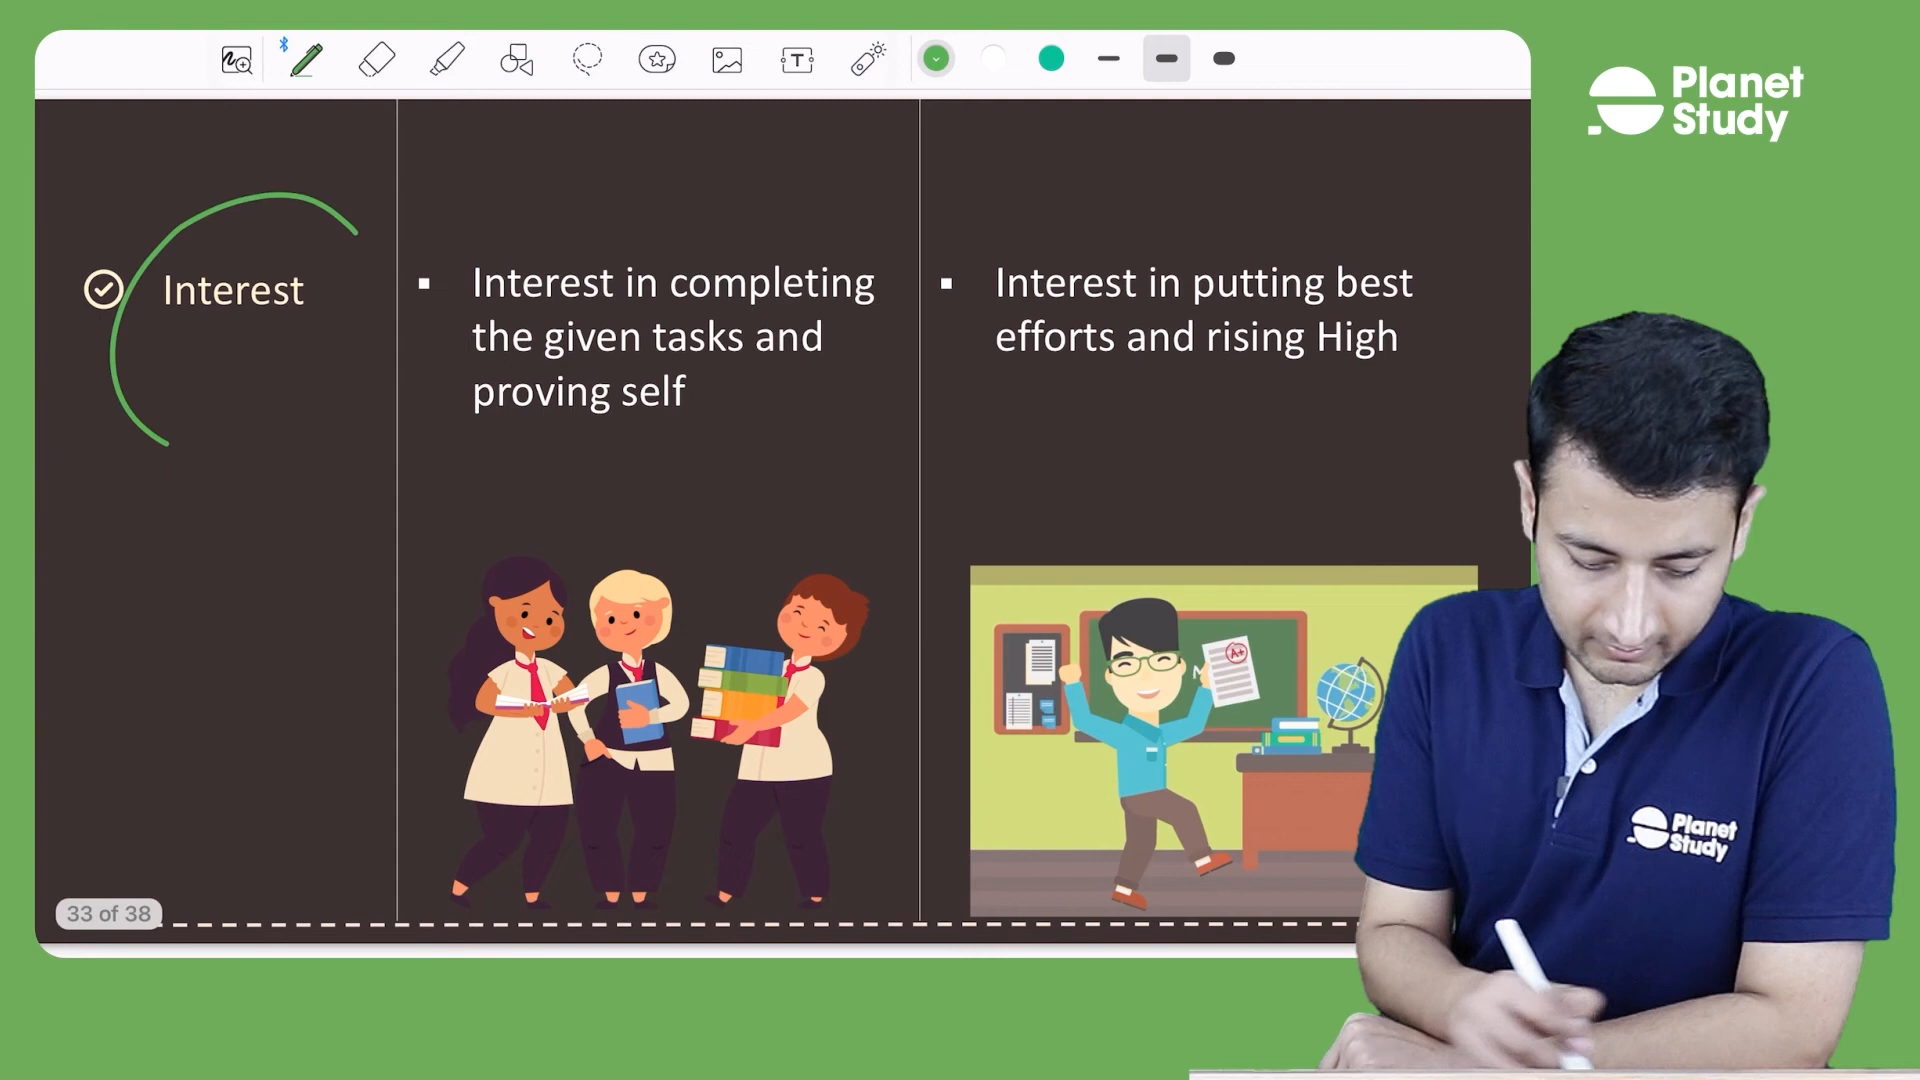 Planet
Study
Interest
▪ Interest in completing
the given tasks and
proving self
▪ Interest in putting best
efforts and rising High
A+
33 of 38
Planet
Study